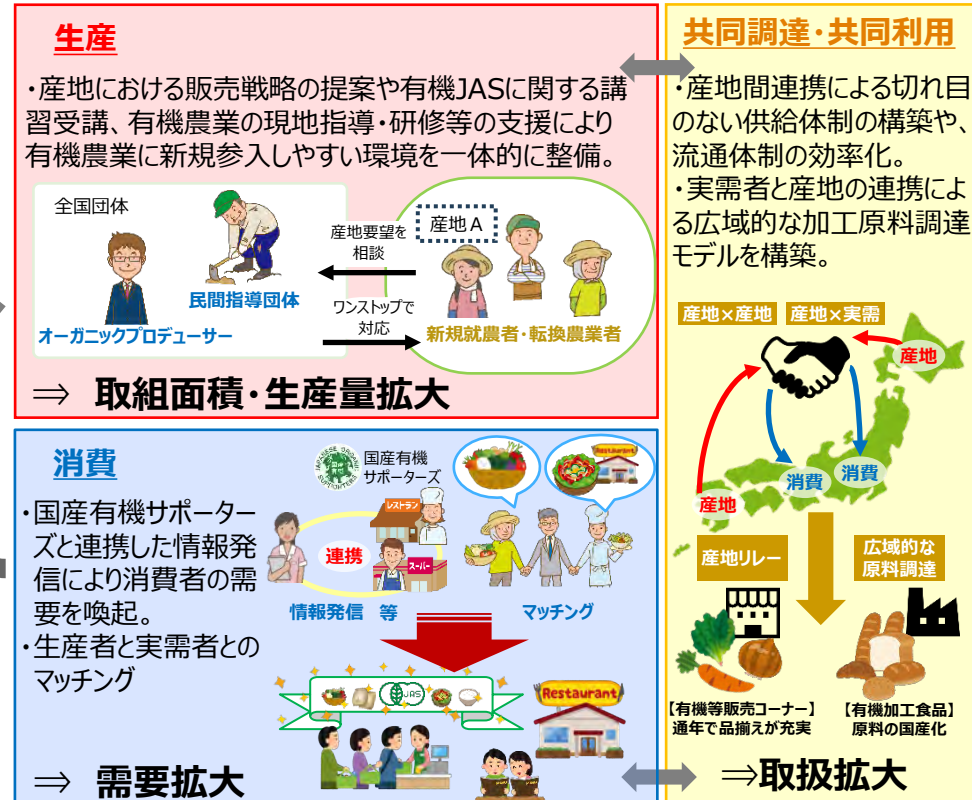 生産
・産地における販売戦略の提案や有機JASに関する講
習受講、有機農業の現地指導・研修等の支援により
有機農業に新規参入しやすい環境を一体的に整備。
全国団体
民間指導団体
オーガニックプロデューサー
産地要望を
相談
ワンストップで
対応
産地A
新規就農者・転換農業者
⇒ 取組面積・生産量拡大
消費
・国産有機サポーター
ズと連携した情報発
信により消費者の需
要を喚起。
・生産者と実需者との
マッチング
JAPANESE ORGANIC
SUPPORTERS
国産有機
サポーターズ
レストラン
連携
スーパー
情報発信 等
Restaurant
マッチング
JAS
Restaurant
⇒ 需要拡大
共同調達・共同利用
・産地間連携による切れ目
のない供給体制の構築や、
流通体制の効率化。
・実需者と産地の連携によ
る広域的な加工原料調達
モデルを構築。
産地×産地
産地×実需
産地
消費
消費
産地
産地リレー
広域的な
原料調達
【有機等販売コーナー】
通年で品揃えが充実
【有機加工食品】
原料の国産化
⇒取扱拡大